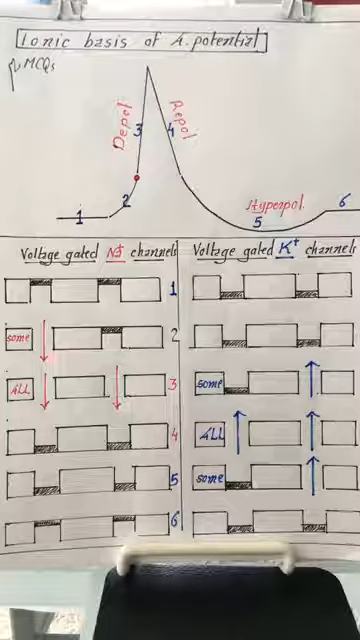 Ionic basis of A.potential
MCQs
Depol
Repol
3
4
1
2
Hyperpol.
5
6
Voltage gated Na+ channels
Voltage gated K+ channels
1
some
2
ALL
3
some
4
ALL
5
some
6